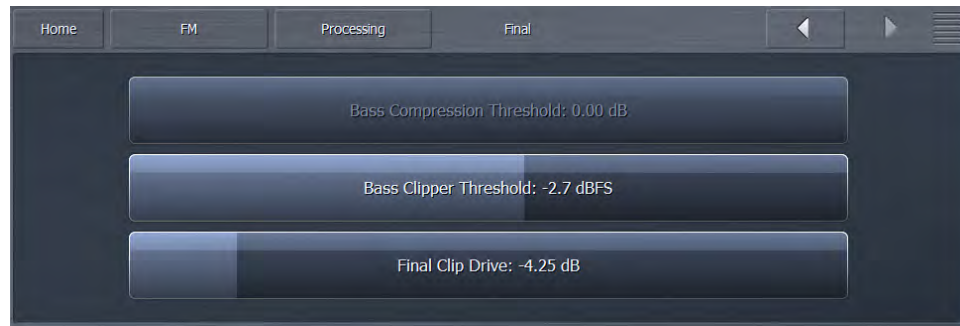 Home FM Processing Final
Bass Compression Threshold: 0.00 dB
Bass Clipper Threshold: -2.7 dBFS
Final Clip Drive: -4.25 dB